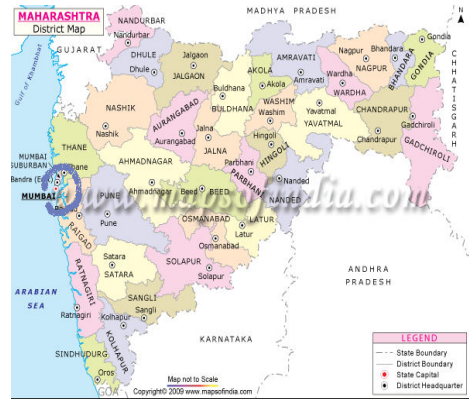 MAHARASHTRA
District Map
MADHYA PRADESH
GUJARAT
Gulf of Khambhat
CHHATISGARH
NANDURBAR
Nandurbar
DHULE
Dhule
Jalgaon
JALGAON
AKOLA
Akola
AMRAVATI
Amravati
Nagpur
NAGPUR
Bhandara
BHANDARA
Gondia
GONDIA
Wardha
WARDHA
Buldhana
BULDHANA
WASHIM
Washim
Yavatmal
YAVATMAL
CHANDRAPUR
Chandrapur
Gadchiroli
GADCHIROLI
NASHIK
Nashik
AURANGABAD
Aurangabad
Jalna
JALNA
Hingoli
HINGOLI
Parbhani
PARBHANI
Nanded
NANDED
THANE
MUMBAI
SUBURBAN
Bandra
MUMBAI
AHMADNAGAR
Ahmadnagar
Beed
BEED
PUNE
Pune
www.mapsofindia.com
RAIGAD
OSMANABAD
Osmanabad
LATUR
Latur
Satara
SATARA
SOLAPUR
Solapur
RATNAGIRI
Ratnagiri
SANGLI
Sangli
Kolhapur
KOLHAPUR
SINDHUDURG
Oros
GOA
ARABIAN
SEA
KARNATAKA
ANDHRA
PRADESH
LEGEND
State Boundary
District Boundary
State Capital
District Headquarter
Map not to Scale
Copyright © 2009 www.mapsofindia.com